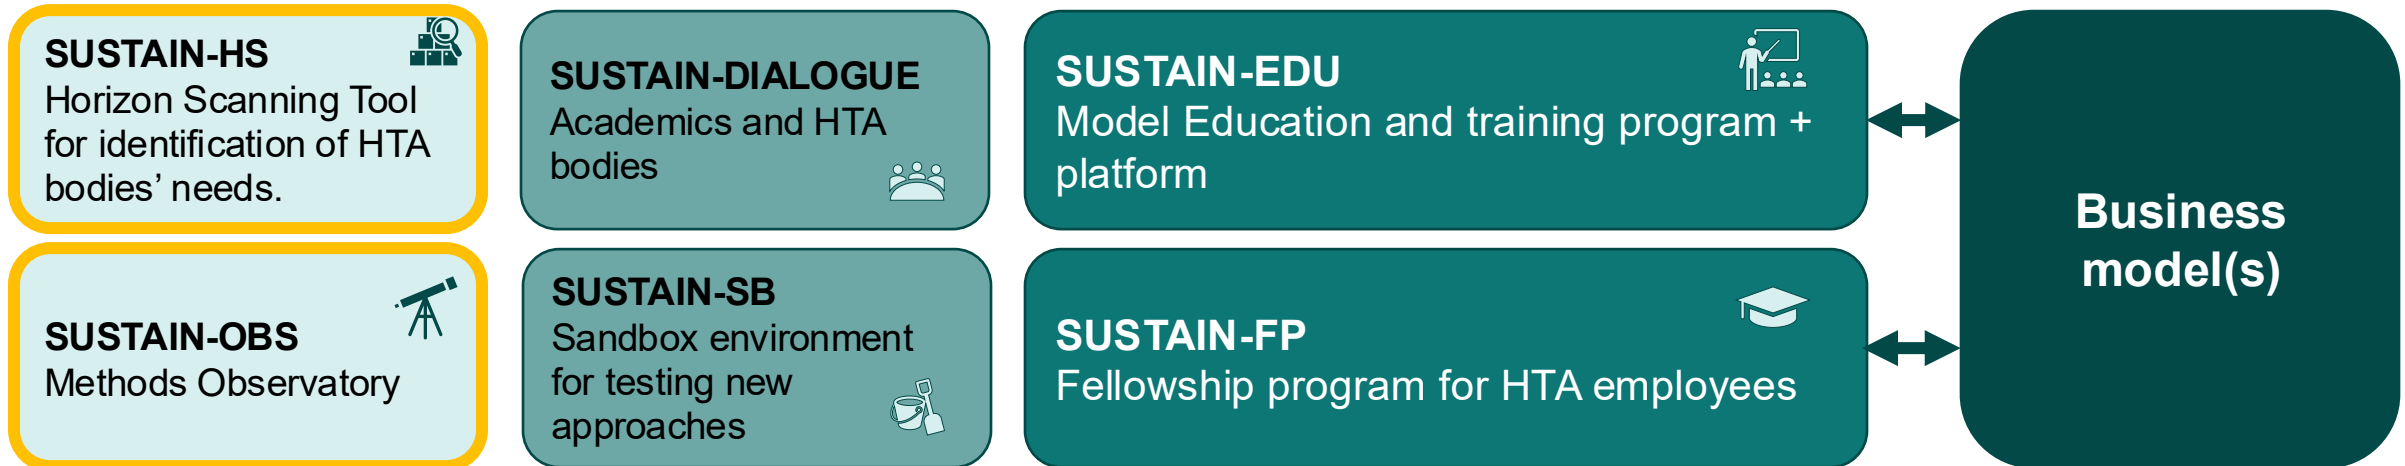 SUSTAIN-HS
Horizon Scanning Tool
for identification of HTA
bodies’ needs.
SUSTAIN-OBS
Methods Observatory
SUSTAIN-DIALOGUE
Academics and HTA
bodies
SUSTAIN-SB
Sandbox environment
for testing new
approaches
SUSTAIN-EDU
Model Education and training program +
platform
SUSTAIN-FP
Fellowship program for HTA employees
Business
model(s)